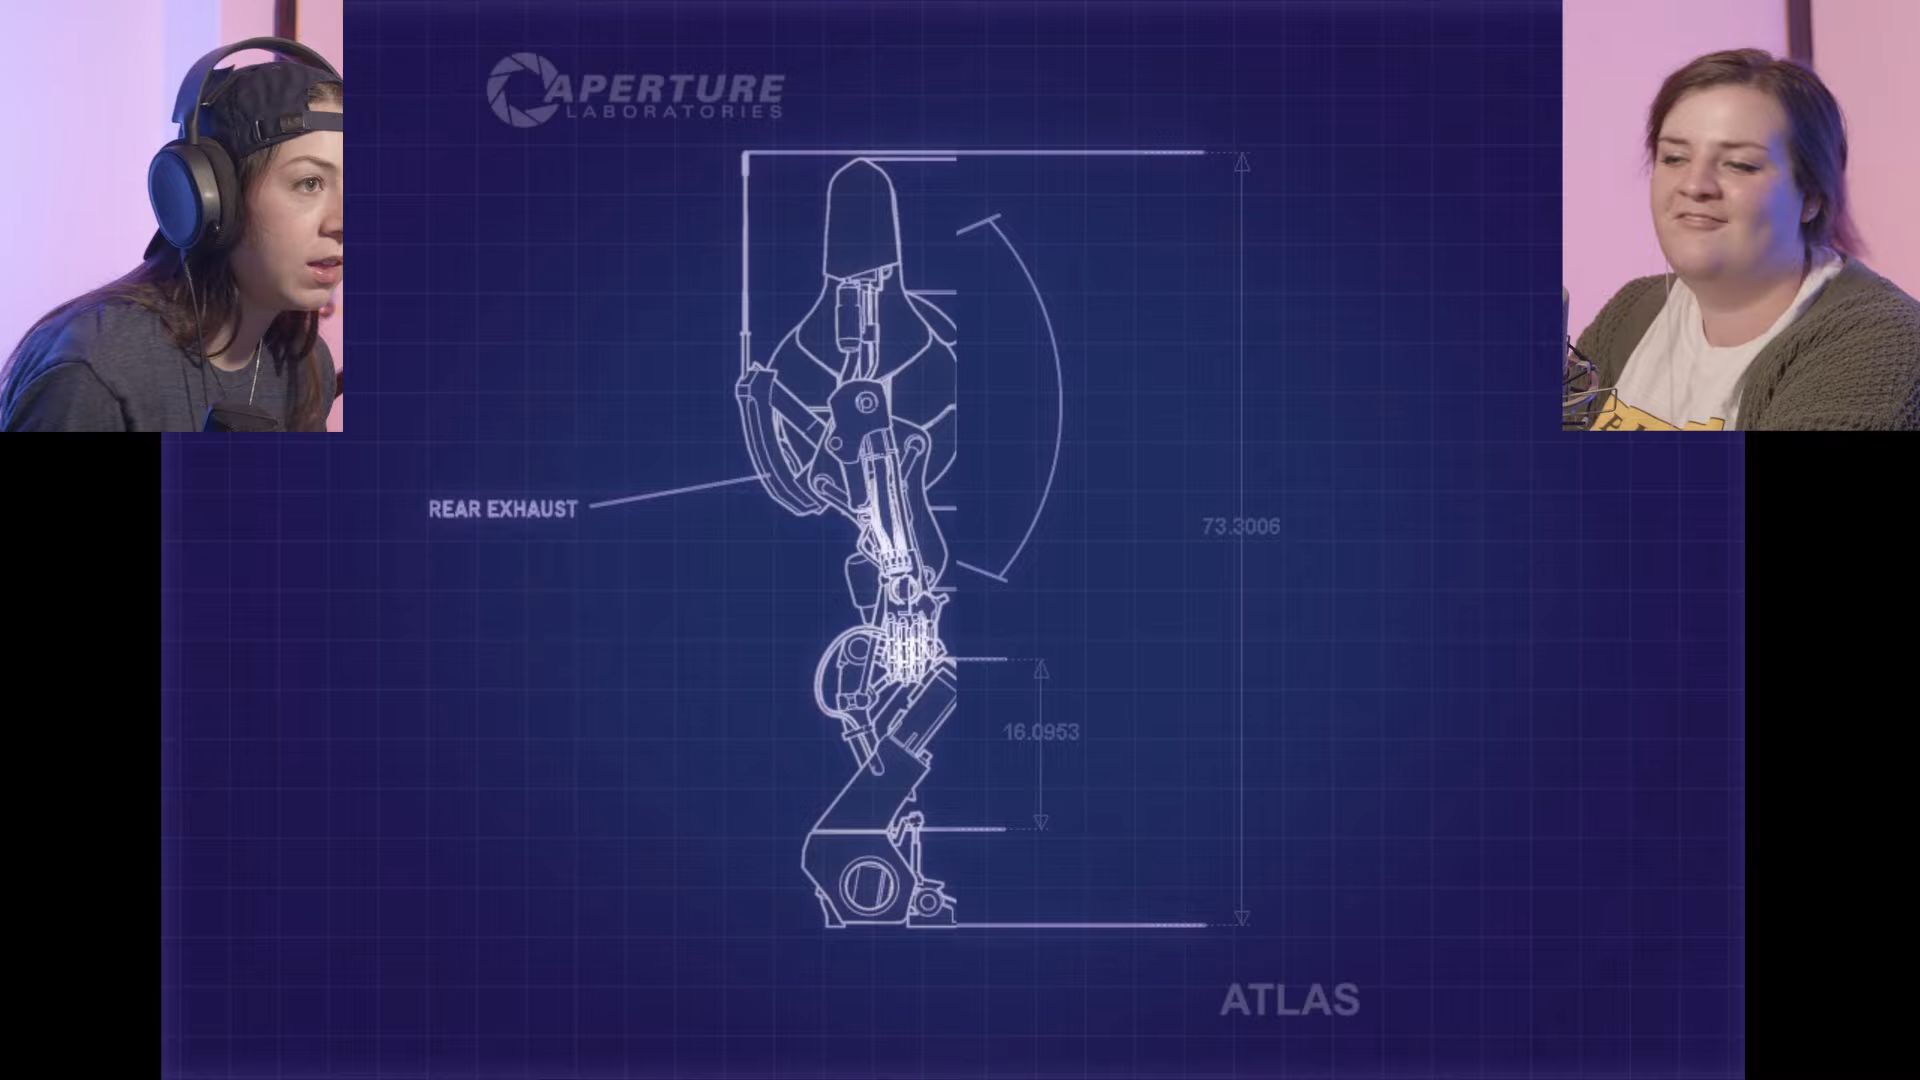 APERTURE
LABORATORIES
REAR EXHAUST
73.3006
16.0953
ATLAS